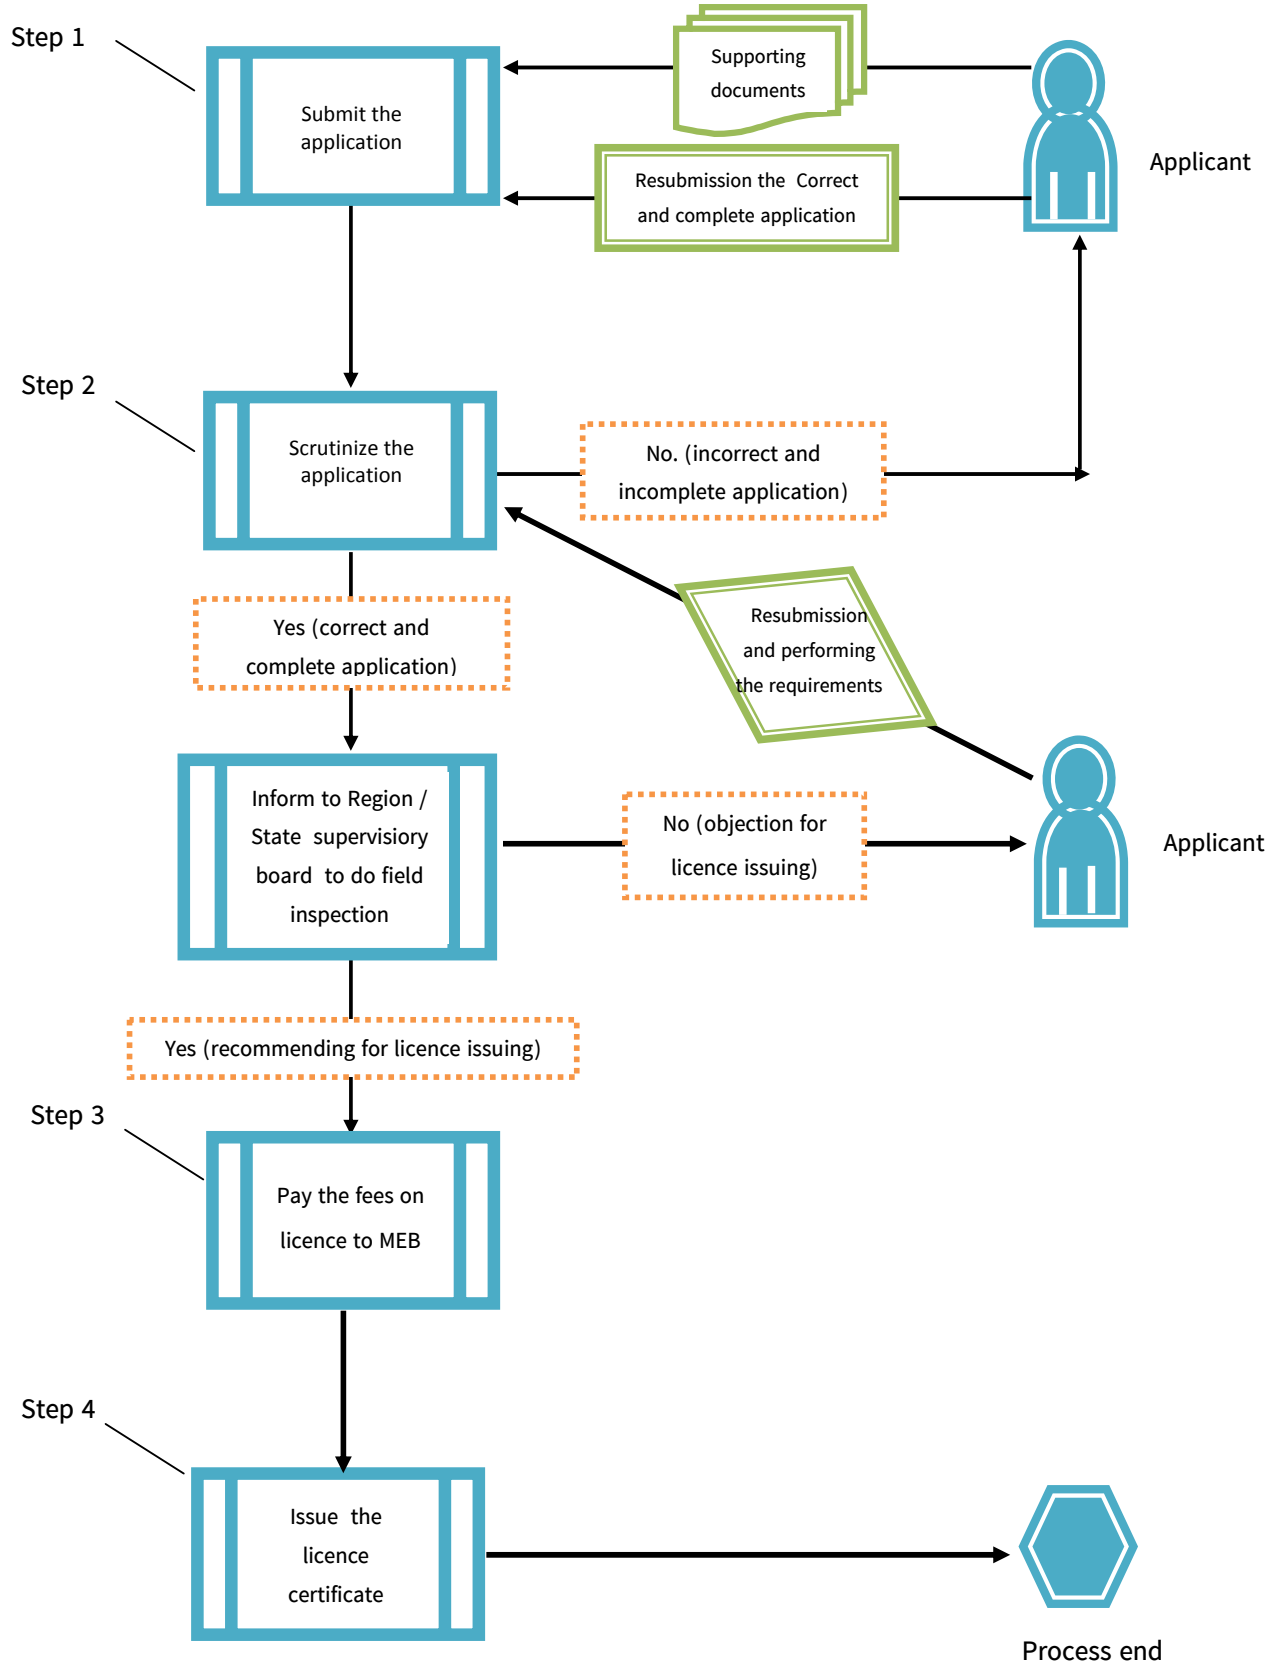 Step 1
Supporting
documents
Submit the
application
Resubmission the Correct
and complete application
Applicant
Step 2
Scrutinize the
application
No. (incorrect and
incomplete application)
Yes (correct and
complete application)
Resubmission
and performing
the requirements
Inform to Region /
State supervisiory
board to do field
inspection
No (objection for
licence issuing)
Applicant
Yes (recommending for licence issuing)
Step 3
Pay the fees on
licence to MEB
Step 4
Issue the
licence
certificate
Process end